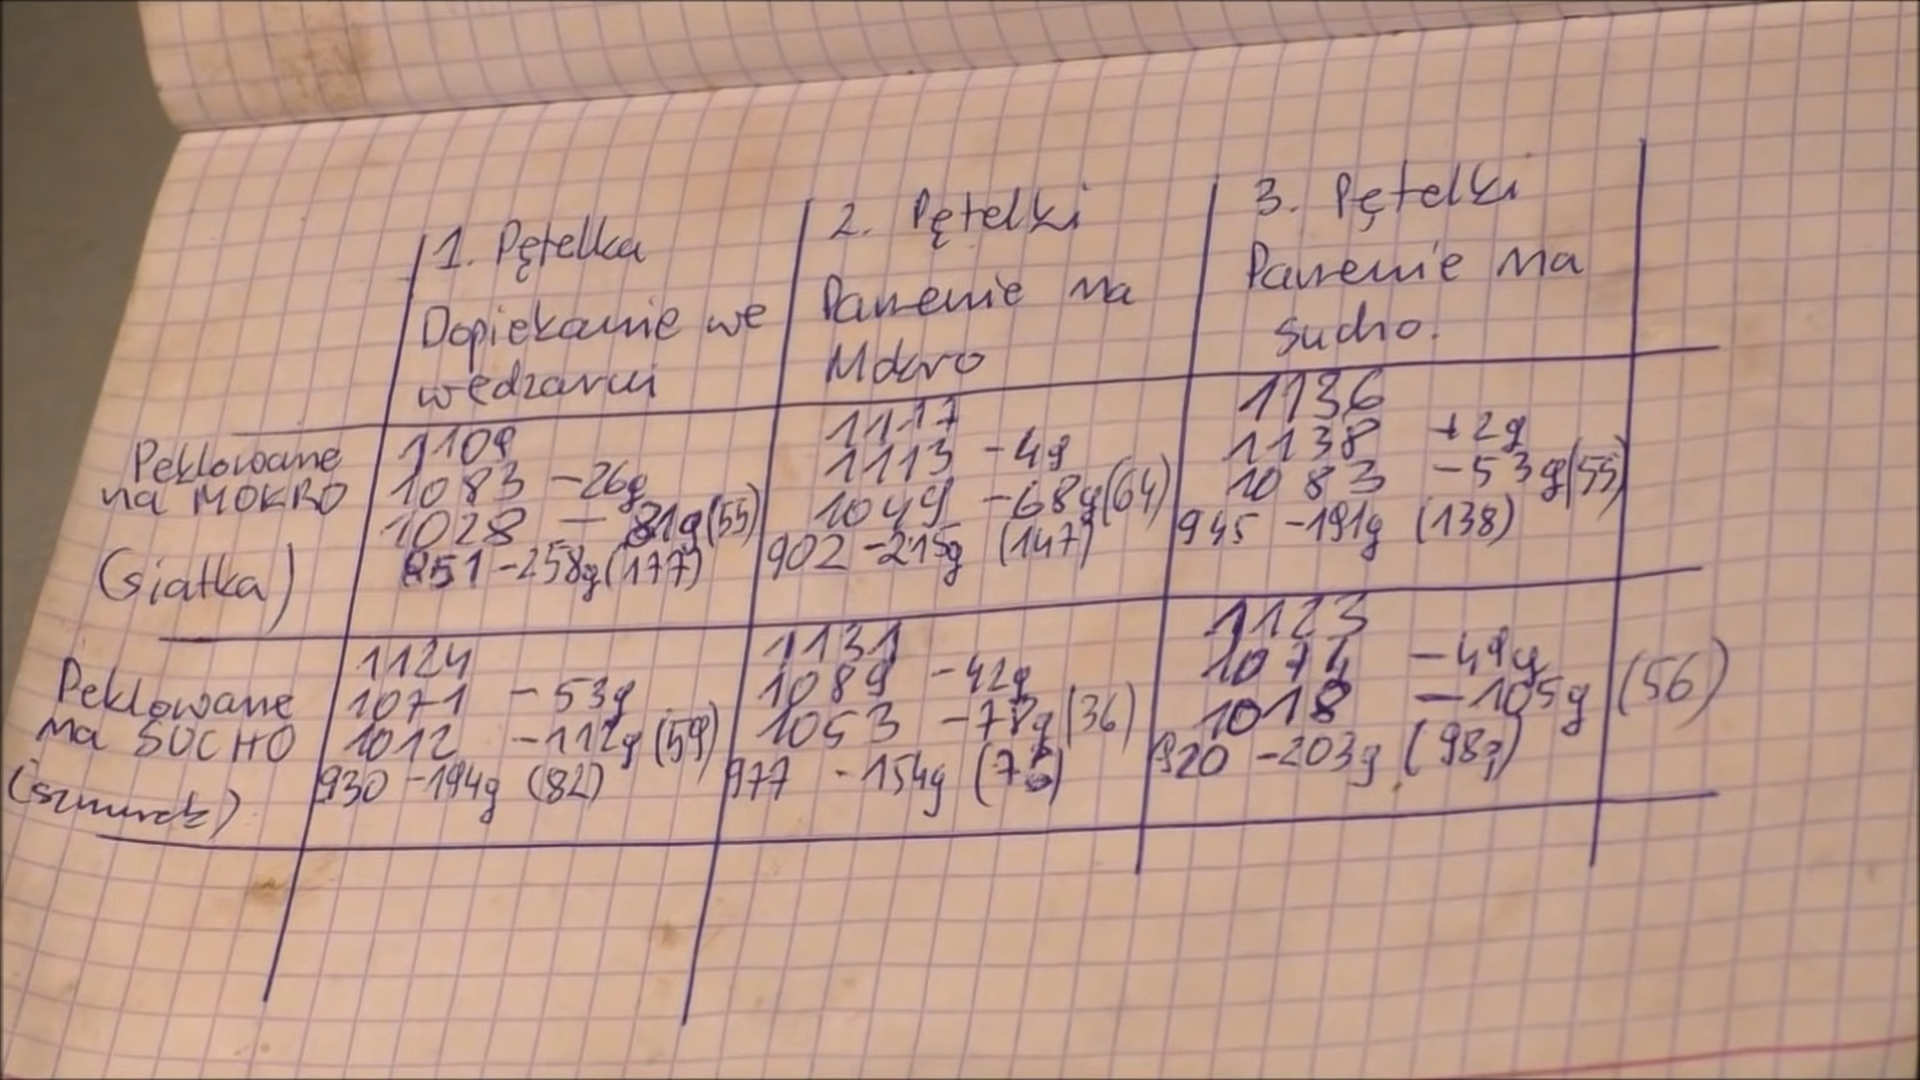 1. Pętelka
Dopiekanie we
wędzarni
2. Pętelki
Parzenie na
Mokro
3. Pętelki
Parzenie na
sucho.
Peklowane
na MOKRO
(siatka)
1109
1083 -26g
1028 - 81g (55)
851 -258g (177)
1117
1113 -4g
1049 -68g (64)
902 -215g (147)
1136
1138 +2g
1083 -53g (55)
945 -191g (138)
Peklowane
na SUCHO
(sznurek)
1124
1071 -53g
1012 -112g (59)
930 -194g (82)
1131
1089 -42g
1053 -78g (36)
977 -154g (76)
1123
1074 -49g
1018 -105g (56)
920 -203g (98g)